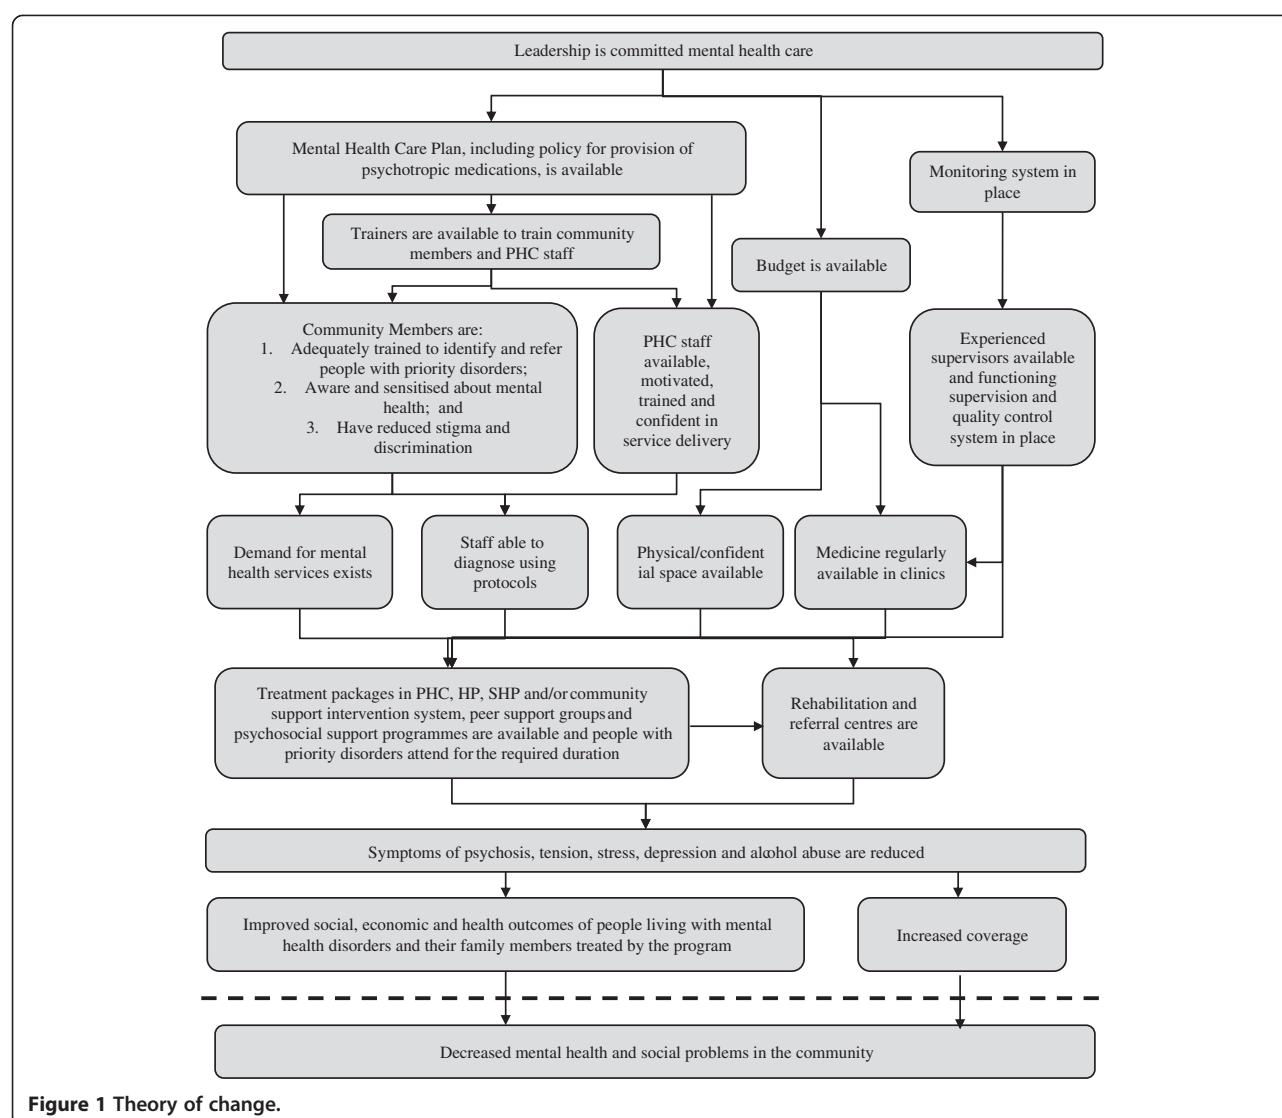 Leadership is committed mental health care
Mental Health Care Plan, including policy for provision of
psychotropic medications, is available
Monitoring system in
place
Trainers are available to train community
members and PHC staff
Budget is available
Community Members are:
1. Adequately trained to identify and refer
people with priority disorders;
2. Aware and sensitised about mental
health; and
3. Have reduced stigma and
discrimination
PHC staff
available,
motivated,
trained and
confident in
service delivery
Experienced
supervisors available
and functioning
supervision and
quality control
system in place
Demand for mental
health services exists
Staff able to
diagnose using
protocols
Physical/confident
ial space available
Medicine regularly
available in clinics
Treatment packages in PHC, HP, SHP and/or community
support intervention system, peer support groups and
psychosocial support programmes are available and people with
priority disorders attend for the required duration
Rehabilitation and
referral centres are
available
Symptoms of psychosis, tension, stress, depression and alcohol abuse are reduced
Improved social, economic and health outcomes of people living with mental
health disorders and their family members treated by the program
Increased coverage
Decreased mental health and social problems in the community
Figure 1 Theory of change.